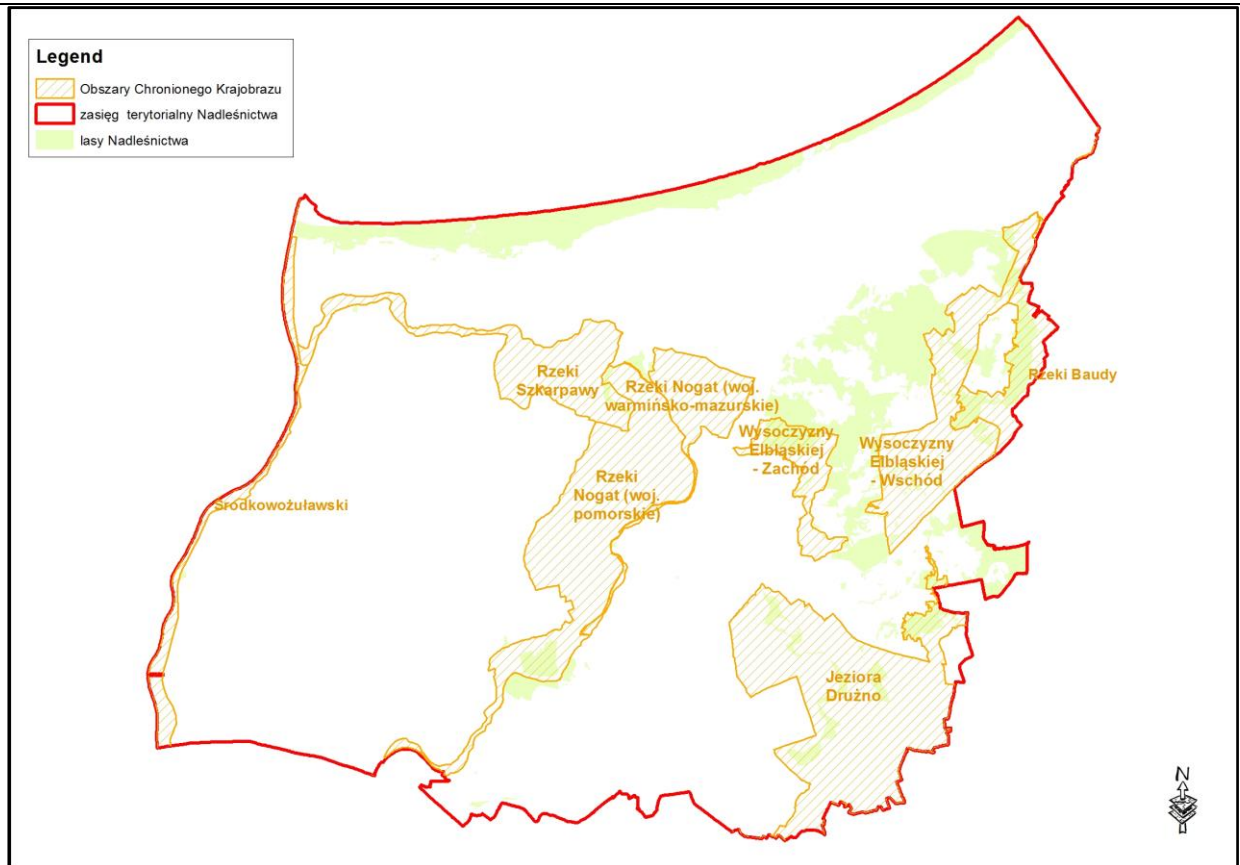 Legend
Obszary Chronionego Krajobrazu
zasięg terytorialny Nadleśnictwa
lasy Nadleśnictwa
Rzeki
Szkarpawy
Rzeki Nogat (woj.
warmińsko-mazurskie)
Rzeki Baudy
Wysoczyzny
Elbląskiej
- Zachód
Wysoczyzny
Elbląskiej
- Wschód
Rzeki
Nogat (woj.
pomorskie)
Środkowożuławski
Jeziora
Drużno
N